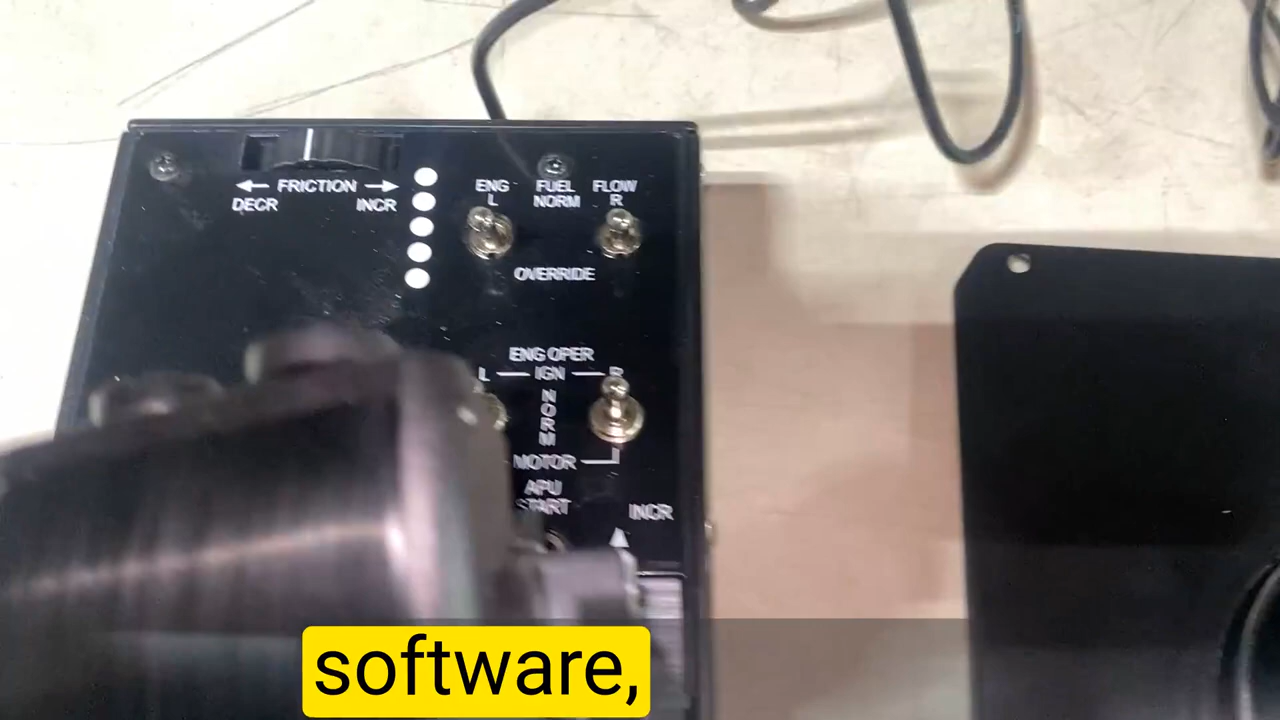 FRICTION
DECR INCR
ENG FUEL FLOW
L NORM R
OVERRIDE
ENG OPER
L IGN R
NORM
MOTOR
APU
START
INCR
software,